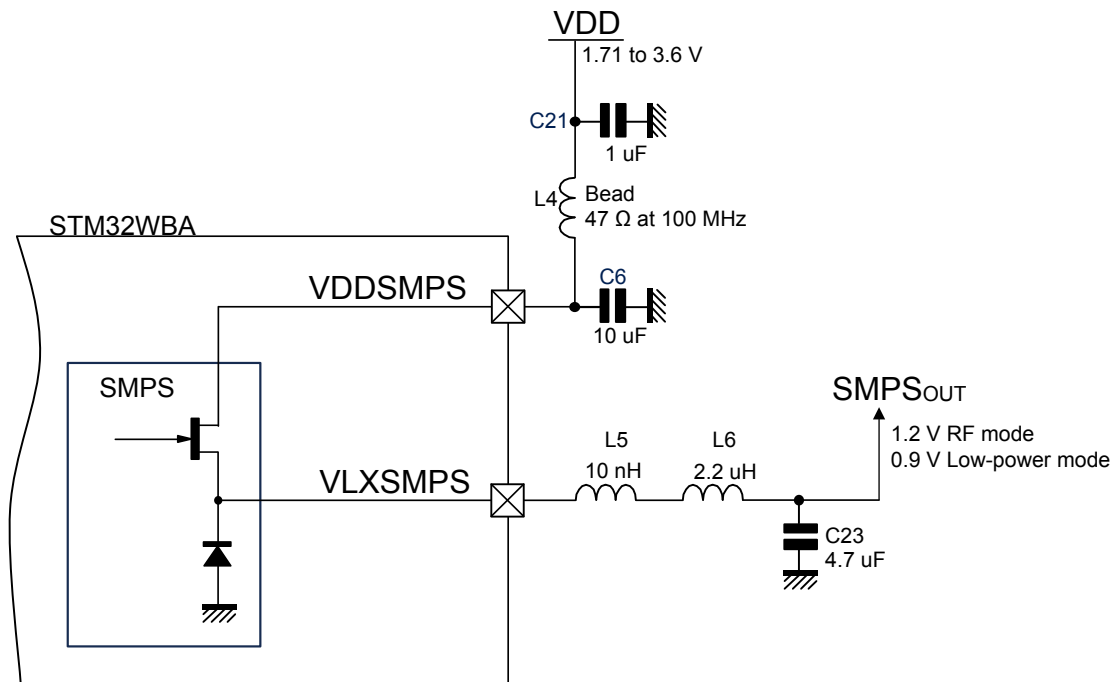 VDD
1.71 to 3.6 V
C21
1 uF
L4
Bead
47 Ω at 100 MHz
STM32WBA
VDDSMPS
C6
10 uF
SMPS
SMPSOUT
1.2 V RF mode
0.9 V Low-power mode
L5
10 nH
L6
2.2 uH
VLXSMPS
C23
4.7 uF